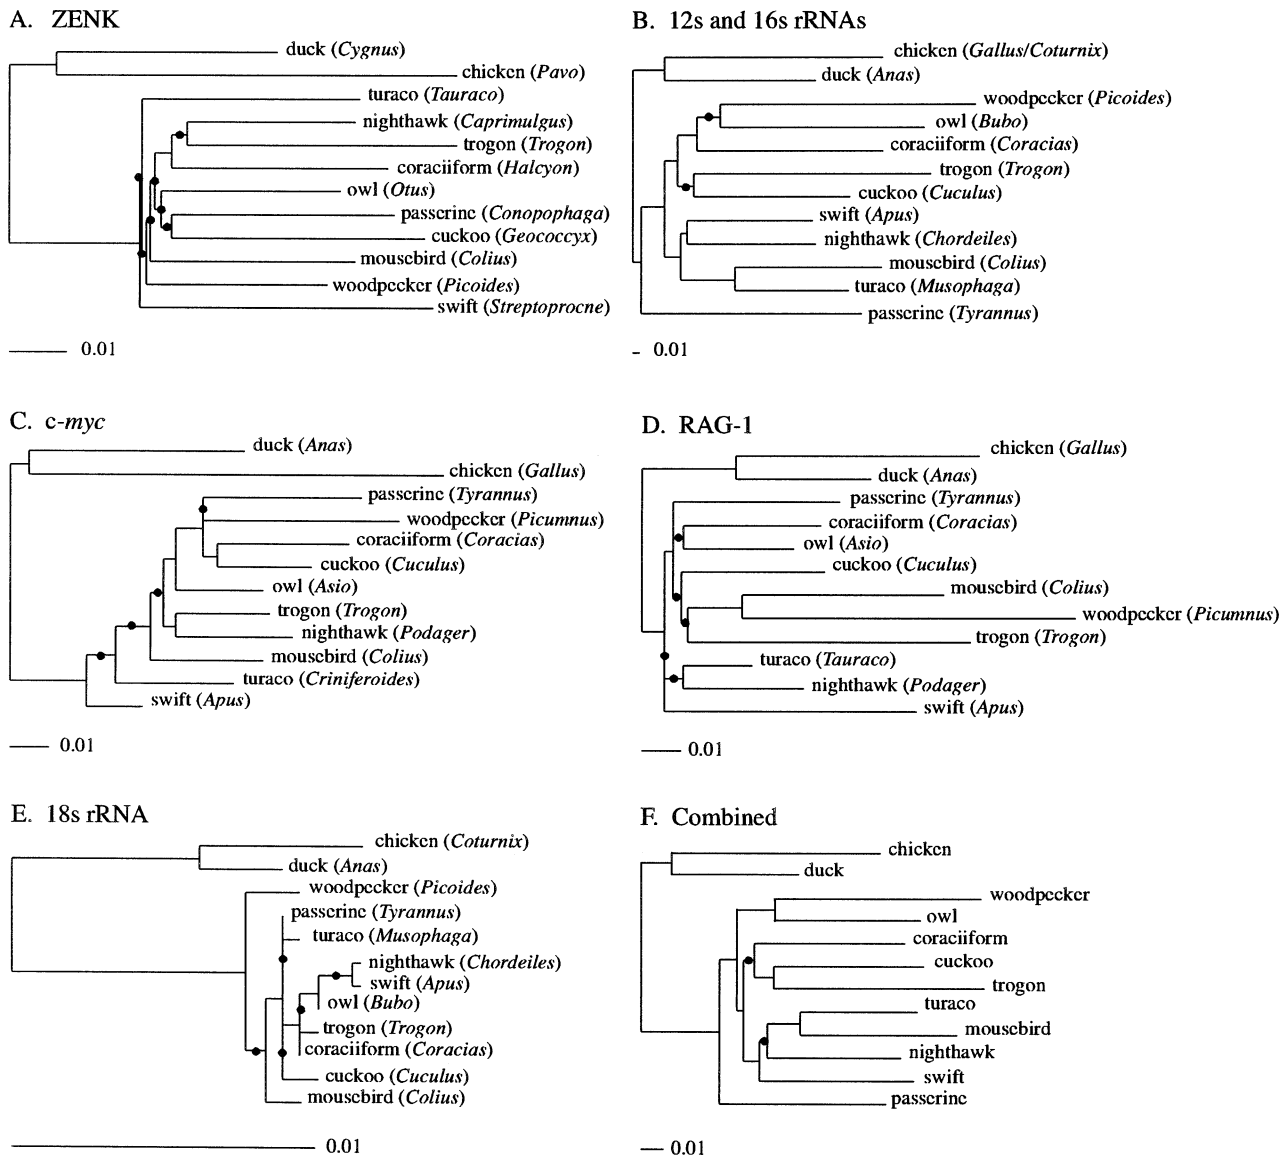 A. ZENK
duck (Cygnus)
chicken (Pavo)
turaco (Tauraco)
nighthawk (Caprimulgus)
trogon (Trogon)
coraciiform (Halcyon)
owl (Otus)
passerine (Conopophaga)
cuckoo (Geococcyx)
mousebird (Colius)
woodpecker (Picoides)
swift (Streptoprocne)
0.01
B. 12s and 16s rRNAs
chicken (Gallus/Coturnix)
duck (Anas)
woodpecker (Picoides)
owl (Bubo)
coraciiform (Coracias)
trogon (Trogon)
cuckoo (Cuculus)
swift (Apus)
nighthawk (Chordeiles)
mousebird (Colius)
turaco (Musophaga)
passerine (Tyrannus)
0.01
C. c-myc
duck (Anas)
chicken (Gallus)
passerine (Tyrannus)
woodpecker (Picumnus)
coraciiform (Coracias)
cuckoo (Cuculus)
owl (Asio)
trogon (Trogon)
nighthawk (Podager)
mousebird (Colius)
turaco (Criniferoides)
swift (Apus)
0.01
D. RAG-1
chicken (Gallus)
duck (Anas)
passerine (Tyrannus)
coraciiform (Coracias)
owl (Asio)
cuckoo (Cuculus)
mousebird (Colius)
woodpecker (Picumnus)
trogon (Trogon)
turaco (Tauraco)
nighthawk (Podager)
swift (Apus)
0.01
E. 18s rRNA
chicken (Coturnix)
duck (Anas)
woodpecker (Picoides)
passerine (Tyrannus)
turaco (Musophaga)
nighthawk (Chordeiles)
swift (Apus)
owl (Bubo)
trogon (Trogon)
coraciiform (Coracias)
cuckoo (Cuculus)
mousebird (Colius)
0.01
F. Combined
chicken
duck
woodpecker
owl
coraciiform
cuckoo
trogon
turaco
mousebird
nighthawk
swift
passerine
0.01